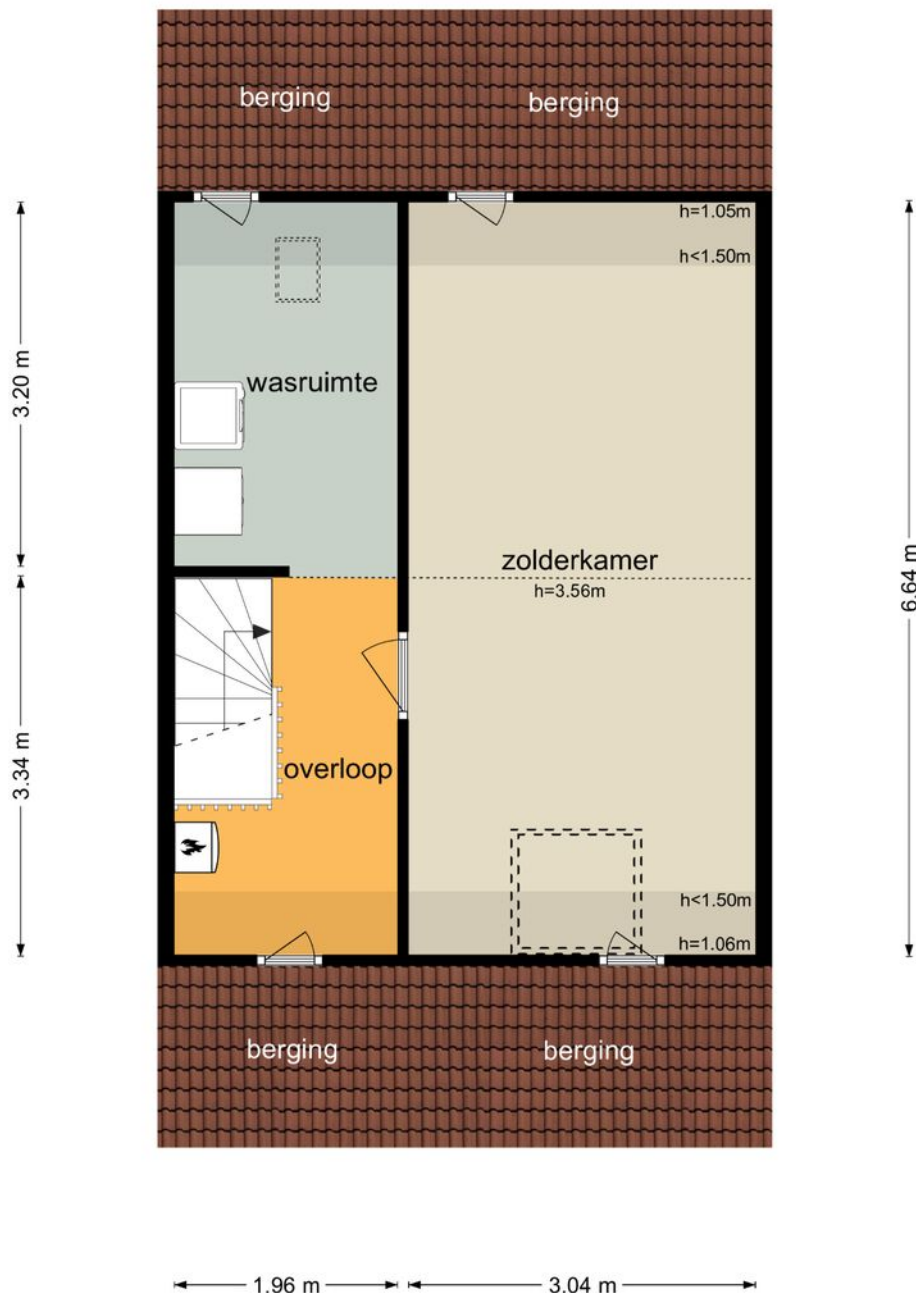 berging
berging
h=1.05m
h<1.50m
wasruimte
3.20 m
zolderkamer
h=3.56m
6.64 m
3.34 m
overloop
h<1.50m
h=1.06m
berging
berging
1.96 m
3.04 m